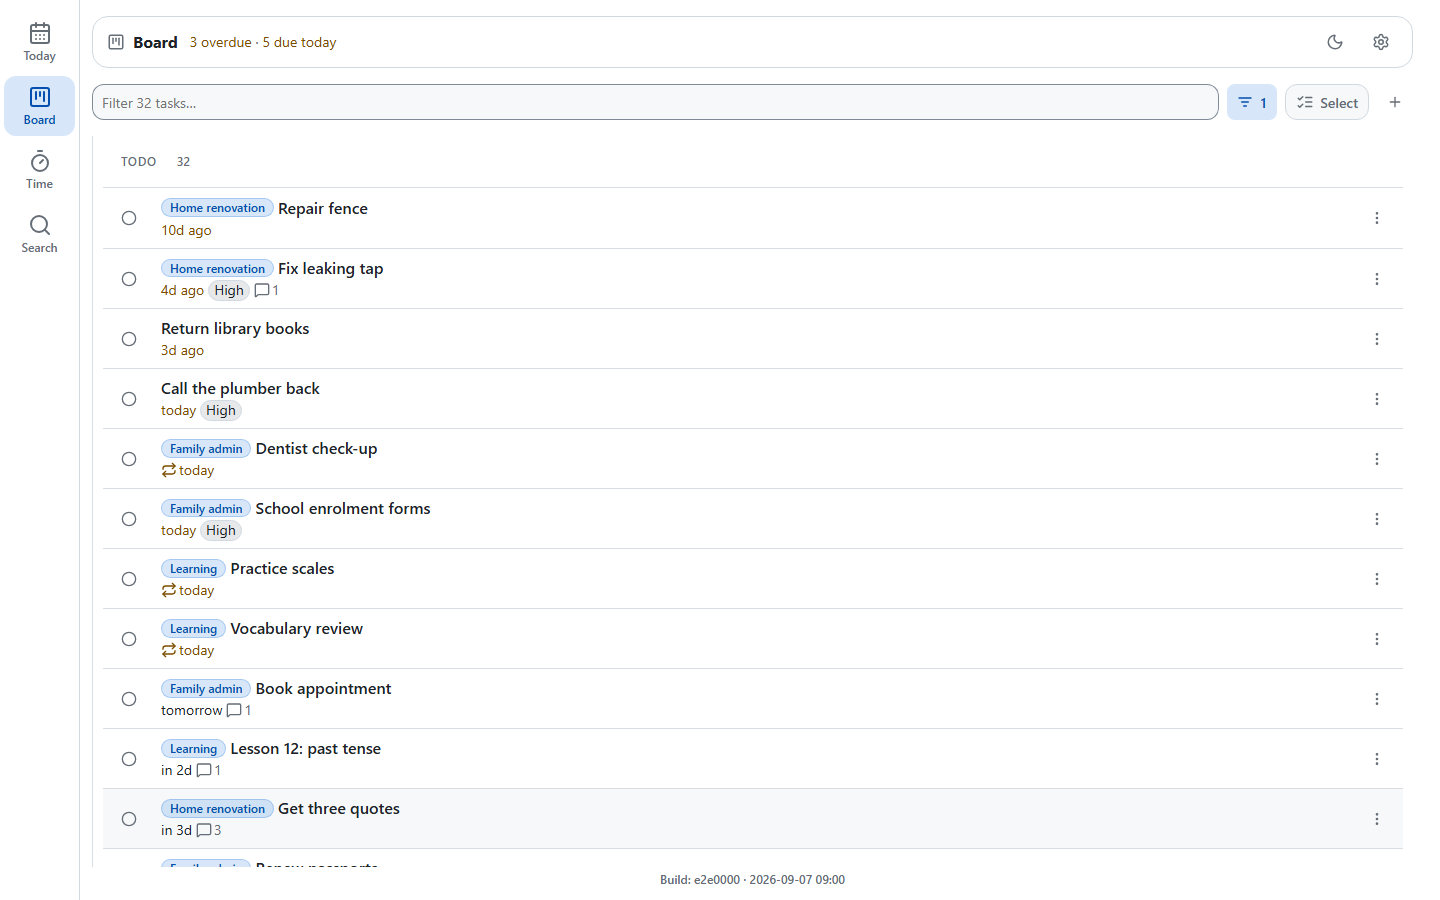 Today
Board
Time
Search
Board 3 overdue · 5 due today
Filter 32 tasks...
1
Select
TODO 32
Home renovation Repair fence
10d ago
Home renovation Fix leaking tap
4d ago High 1
Return library books
3d ago
Call the plumber back
today High
Family admin Dentist check-up
today
Family admin School enrolment forms
today High
Learning Practice scales
today
Learning Vocabulary review
today
Family admin Book appointment
tomorrow 1
Learning Lesson 12: past tense
in 2d 1
Home renovation Get three quotes
in 3d 3
Build: e2e0000 · 2026-09-07 09:00